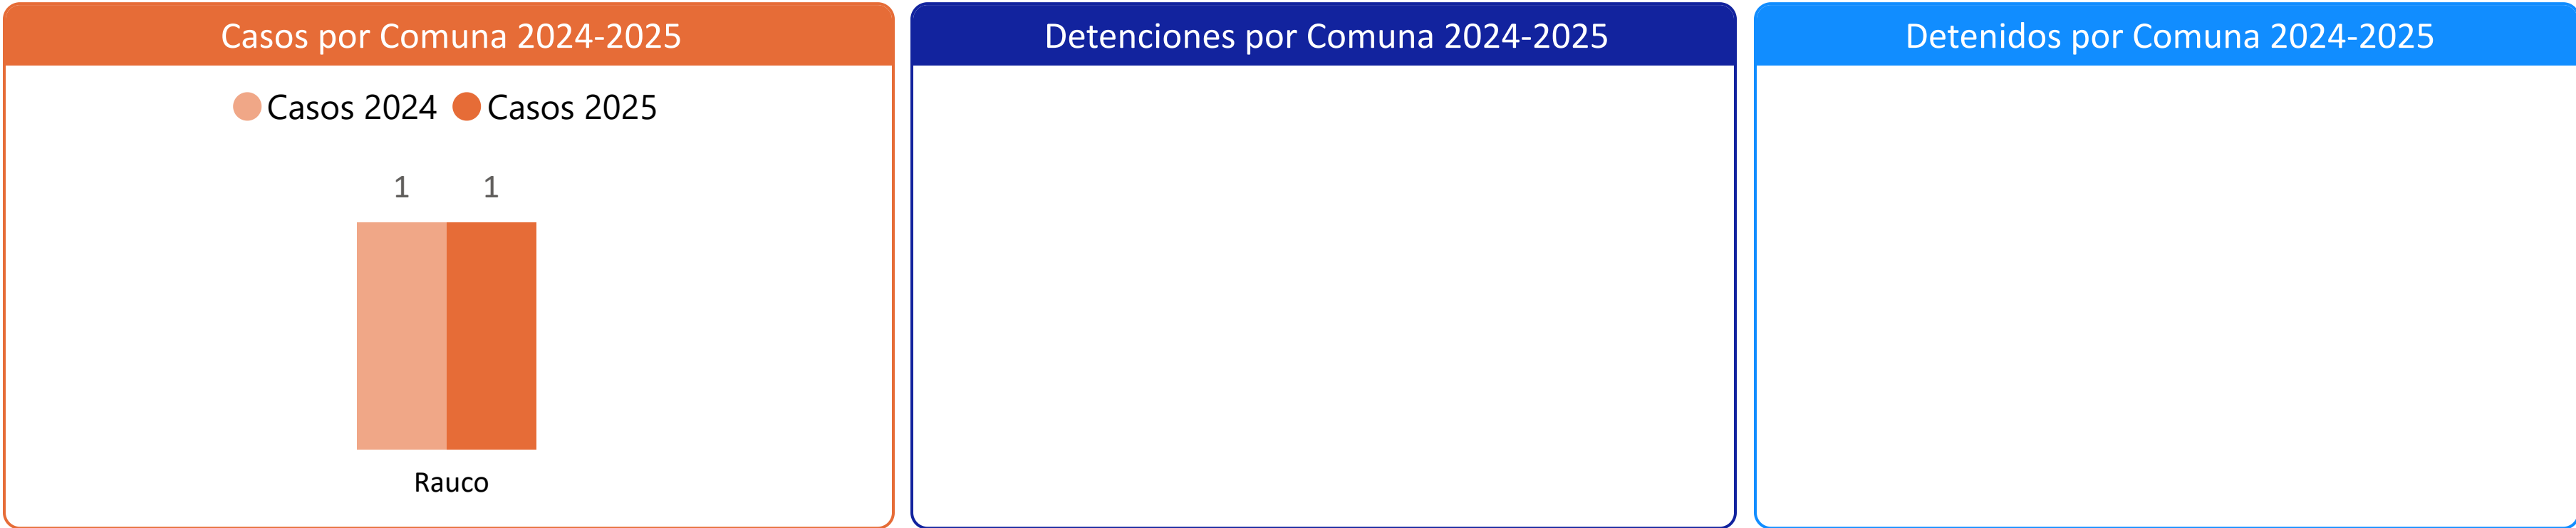 Casos por Comuna 2024-2025
Casos 2024 Casos 2025
1 1
Rauco
Detenciones por Comuna 2024-2025
Detenidos por Comuna 2024-2025